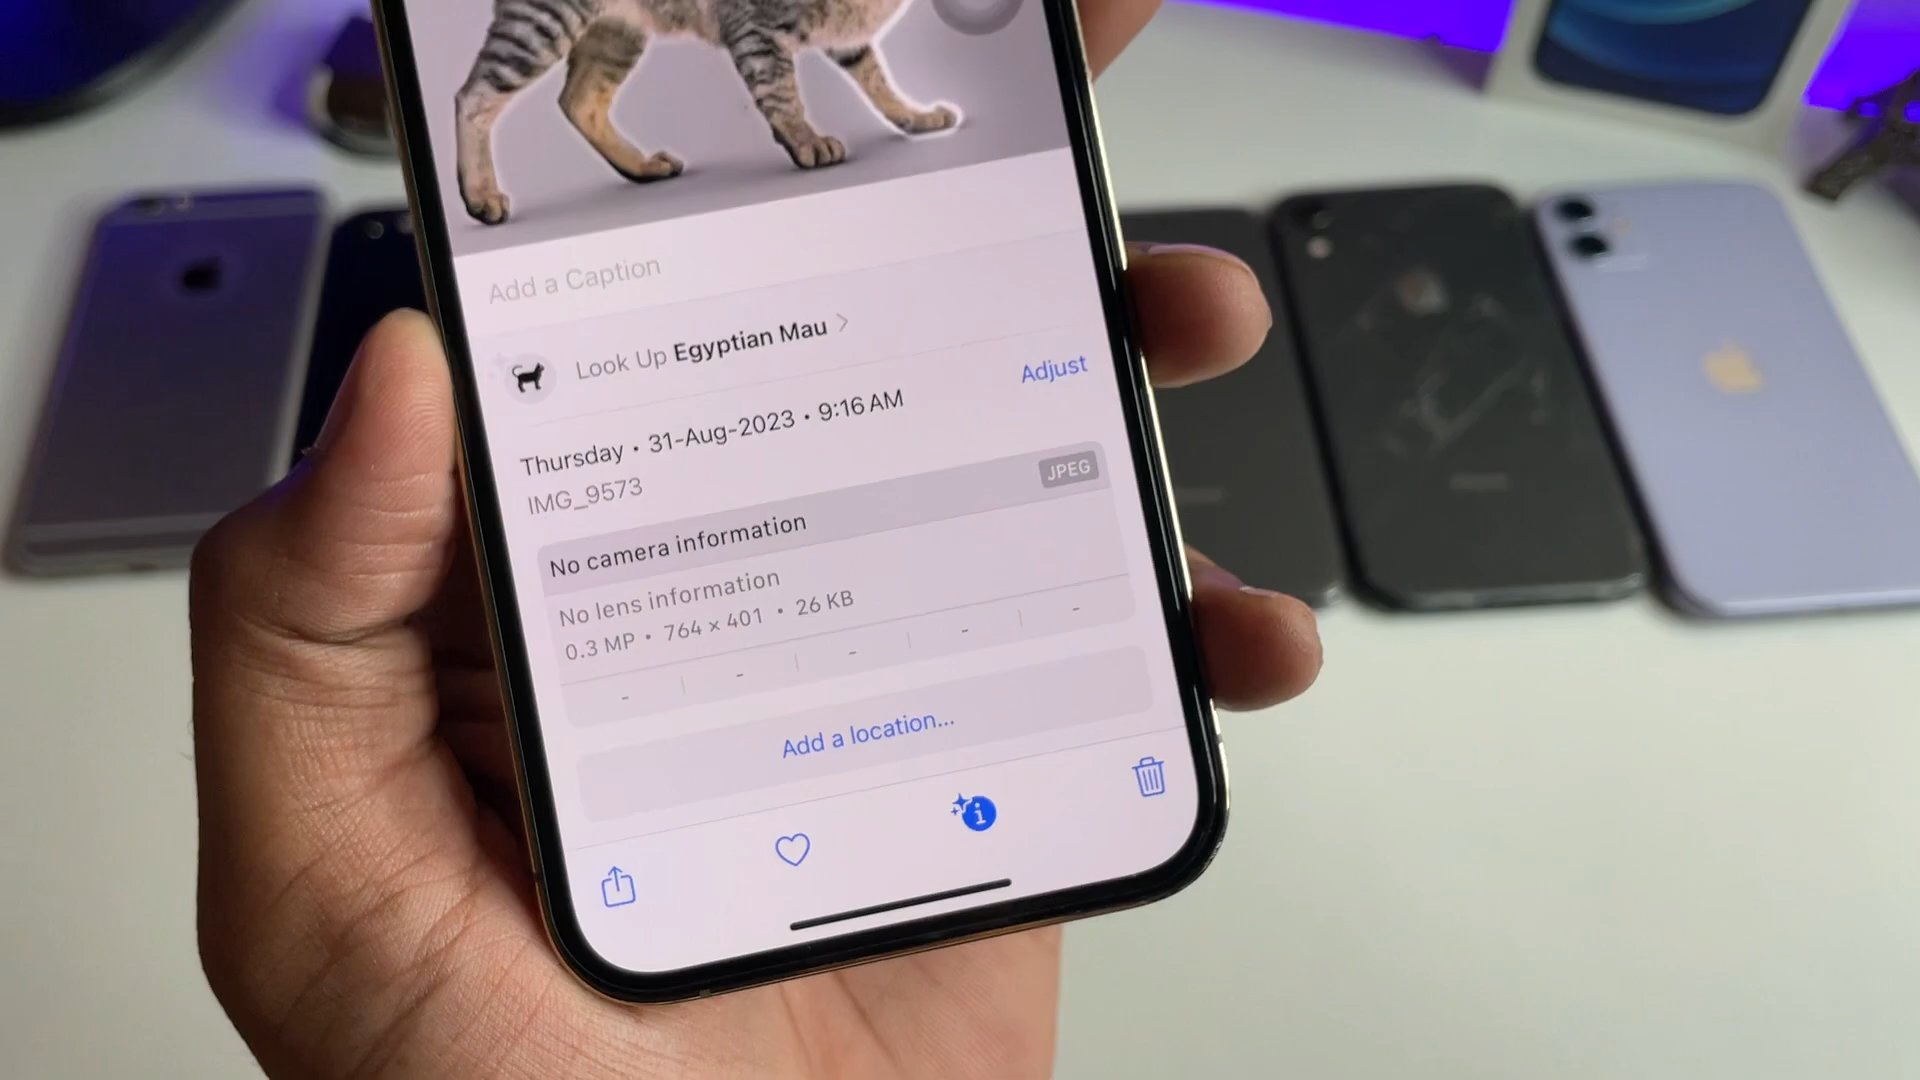 Add a Caption
Look Up Egyptian Mau
Adjust
Thursday • 31-Aug-2023 • 9:16 AM
IMG_9573
No camera information
JPEG
No lens information
0.3 MP • 764 × 401 • 26 KB
- - - - -
Add a location...